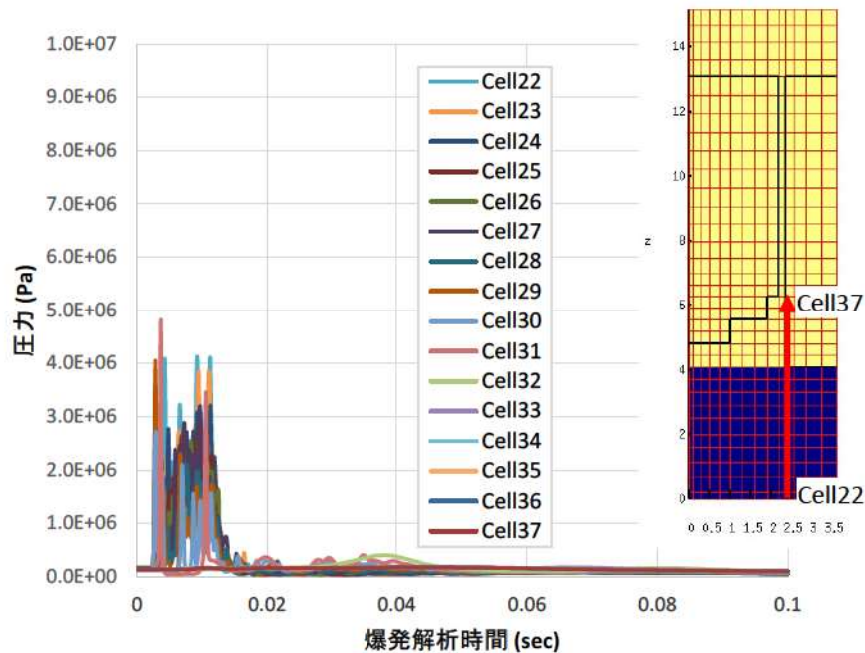 1.0E+07
9.0E+06
8.0E+06
7.0E+06
6.0E+06
5.0E+06
4.0E+06
3.0E+06
2.0E+06
1.0E+06
0.0E+00
圧力 (Pa)
0 0.02 0.04 0.06 0.08 0.1
爆発解析時間 (sec)
Cell22
Cell23
Cell24
Cell25
Cell26
Cell27
Cell28
Cell29
Cell30
Cell31
Cell32
Cell33
Cell34
Cell35
Cell36
Cell37
14
12
10
8
z
6
4
2
0
Cell37
Cell22
0 0.5 1 1.5 2 2.5 3 3.5